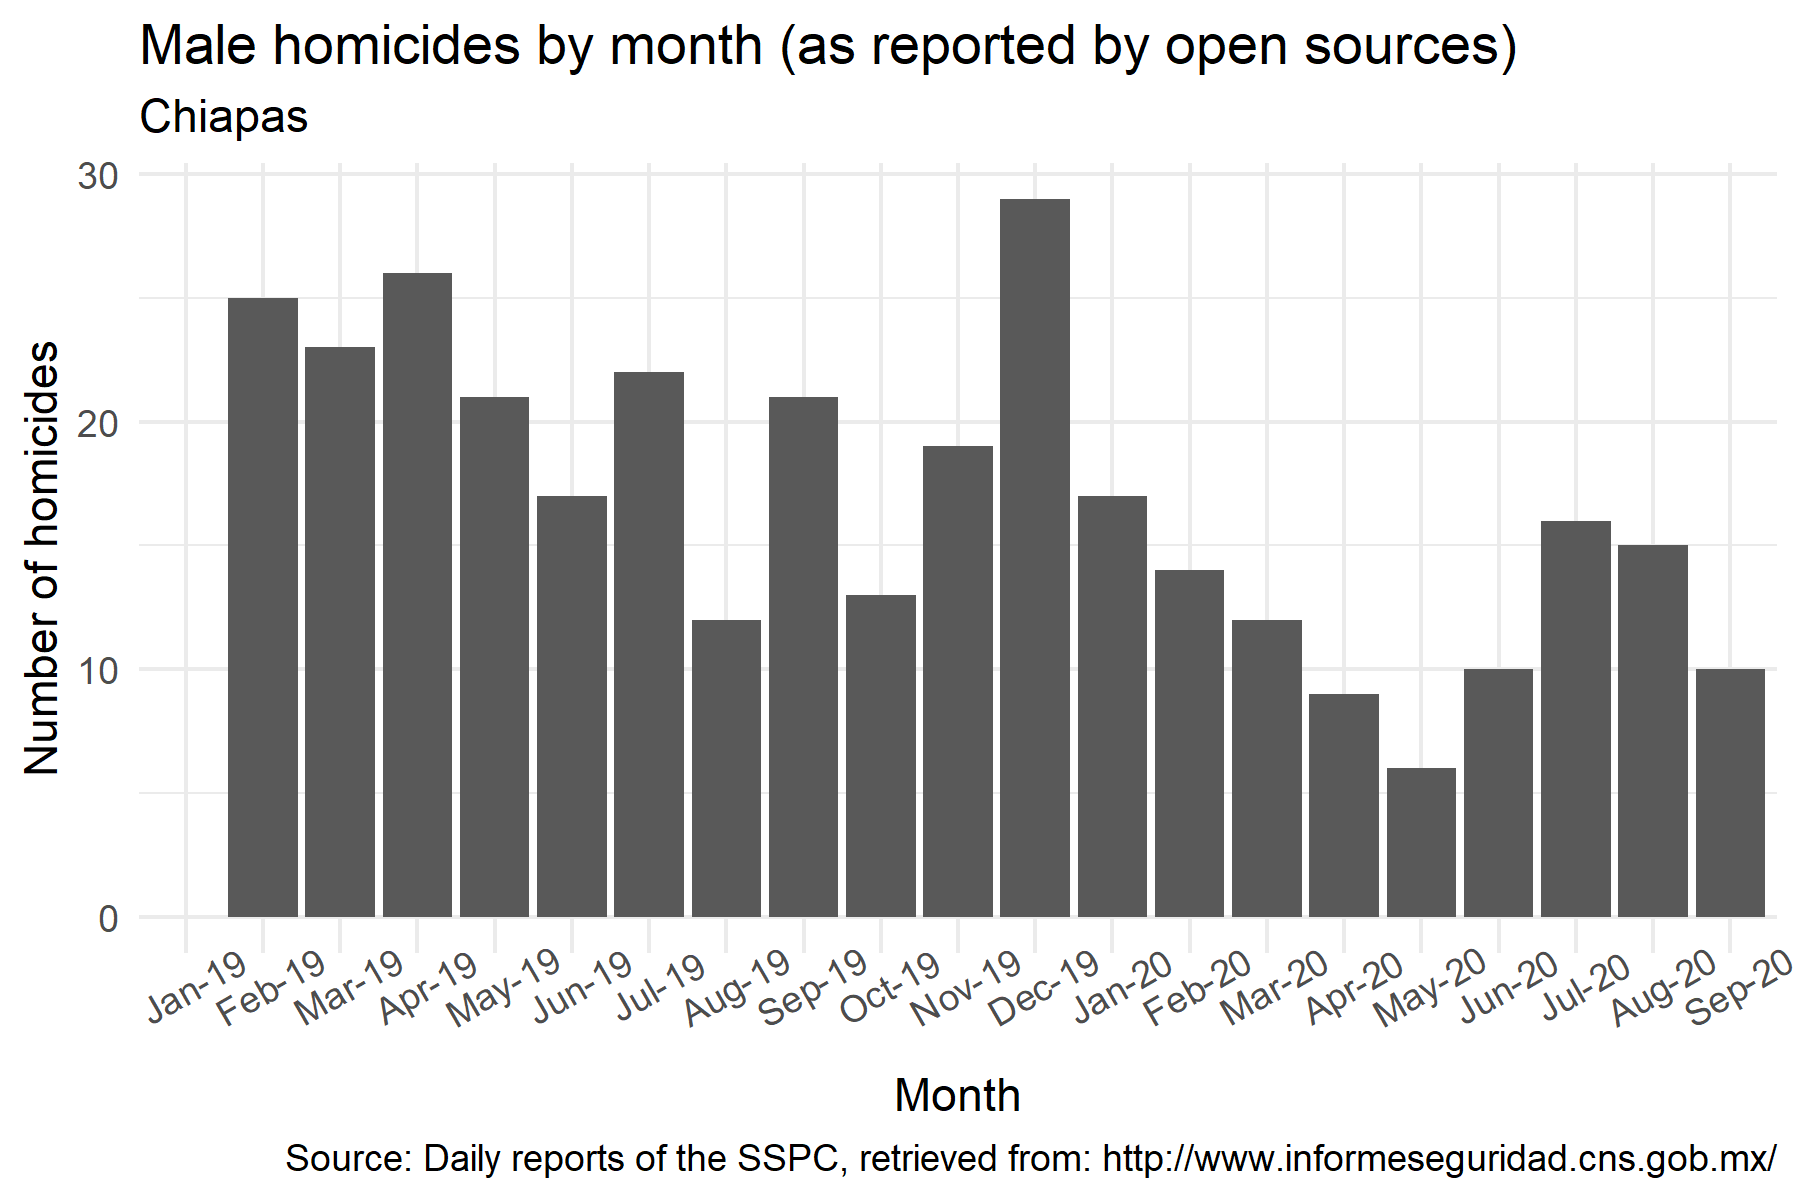 Male homicides by month (as reported by open sources)
Chiapas
Number of homicides
30
20
10
0
Jan-19
Feb-19
Mar-19
Apr-19
May-19
Jun-19
Jul-19
Aug-19
Sep-19
Oct-19
Nov-19
Dec-19
Jan-20
Feb-20
Mar-20
Apr-20
May-20
Jun-20
Jul-20
Aug-20
Sep-20
Month
Source: Daily reports of the SSPC, retrieved from: http://www.informeseguridad.cns.gob.mx/